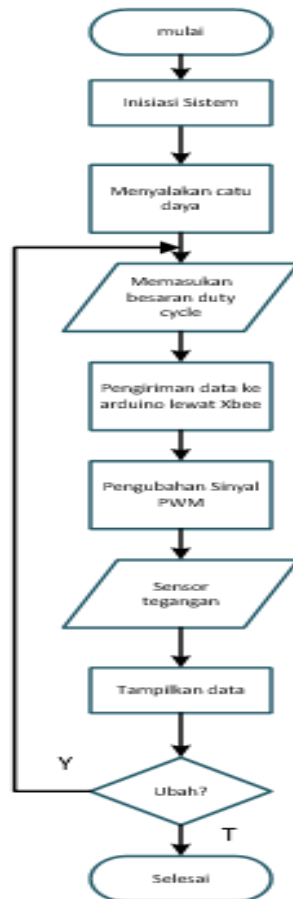 mulai
Inisiasi Sistem
Menyalakan catu
daya
Memasukan
besaran duty
cycle
Pengiriman data ke
arduino lewat Xbee
Pengubahan Sinyal
PWM
Sensor
tegangan
Tampilkan data
Y
Ubah?
T
Selesai